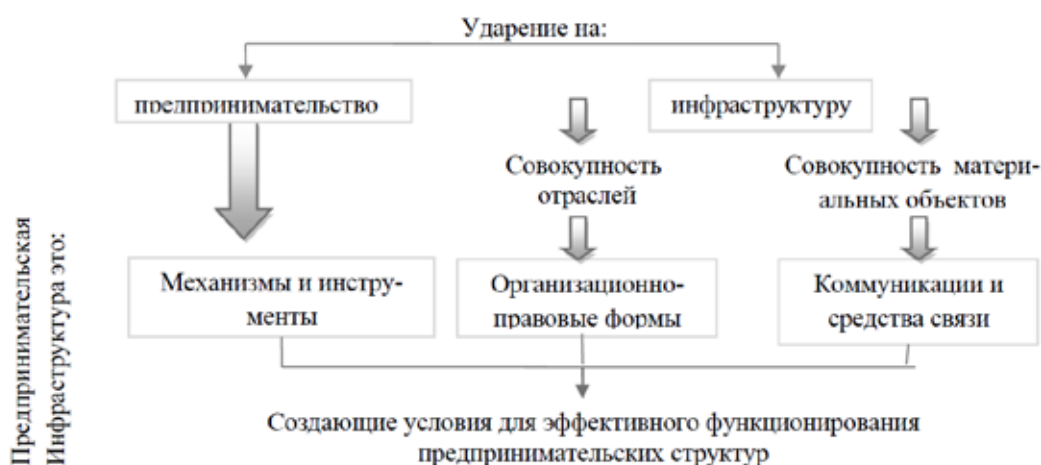 Ударение на:
предпринимательство
инфраструктуру
Совокупность
отраслей
Совокупность матери-
альных объектов
Предпринимательская
Инфраструктура это:
Механизмы и инстру-
менты
Организационно-
правовые формы
Коммуникации и
средства связи
Создающие условия для эффективного функционирования
предпринимательских структур